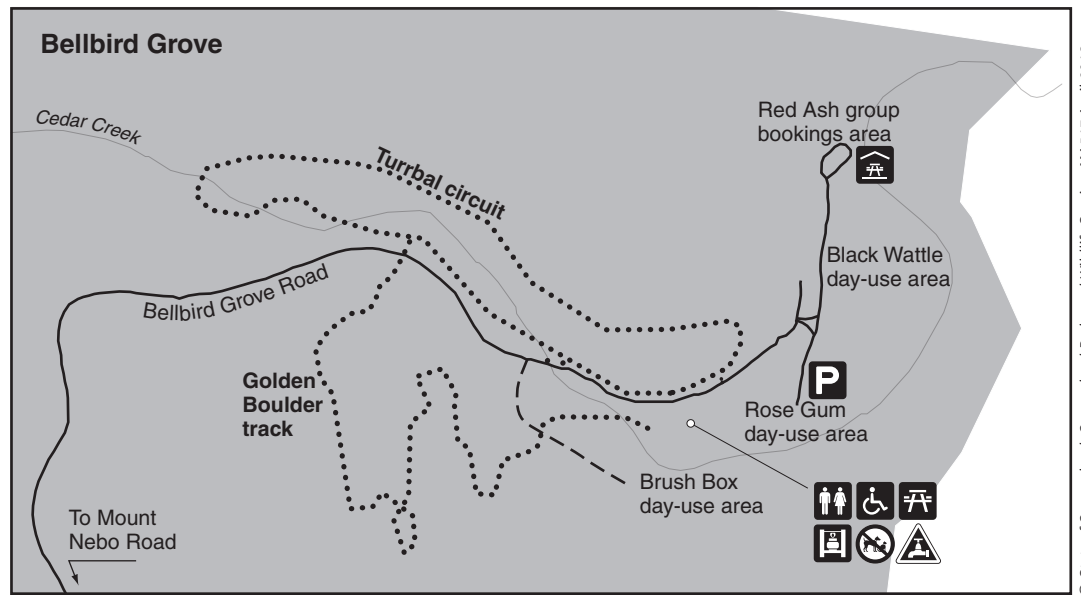 Bellbird Grove
Cedar Creek
Turrbal circuit
Red Ash group
bookings area
Black Wattle
day-use area
Bellbird Grove Road
Golden
Boulder
track
P
Rose Gum
day-use area
Brush Box
day-use area
To Mount
Nebo Road